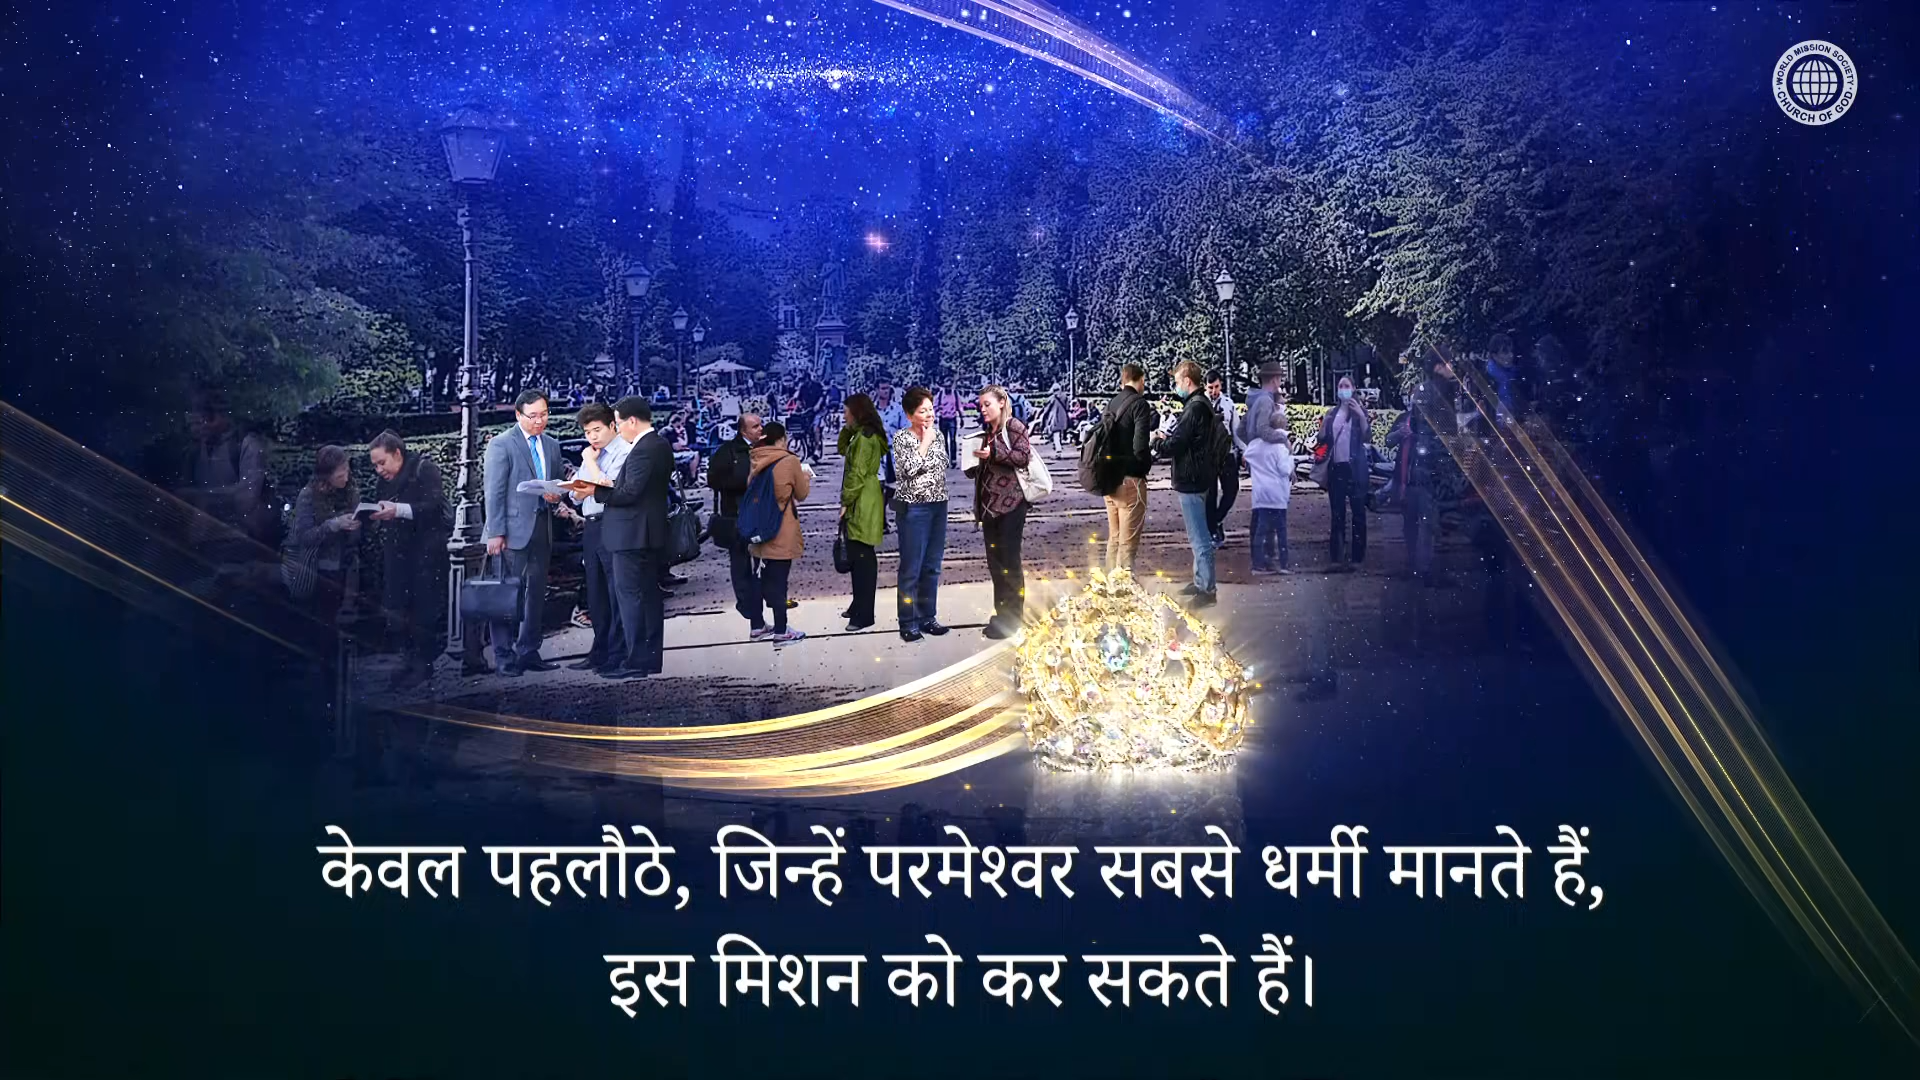 WORLD MISSION SOCIETY
CHURCH OF GOD
केवल पहलौठे, जिन्हें परमेश्वर सबसे धर्मी मानते हैं,
इस मिशन को कर सकते हैं।